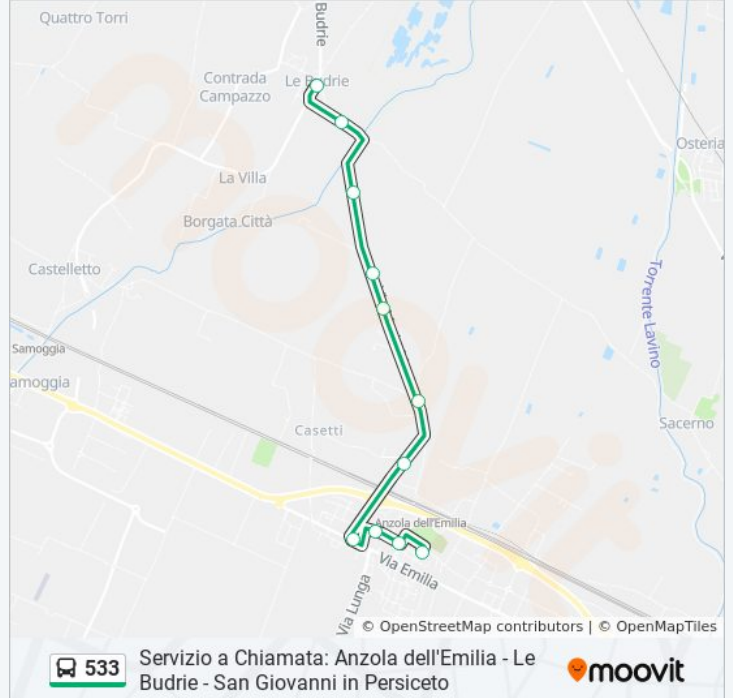 Quattro Torri
Budrie
Contrada
Campazzo
Le Budrie
Osteria
La Villa
Borgata Città
Castelletto
Torrente Lavino
Samoggia
amoggia
Sacerno
Casetti
Anzola dell'Emilia
Via Emilia
Via Lunga
moovit
© OpenStreetMap contributors | © OpenMapTiles
533
Servizio a Chiamata: Anzola dell'Emilia - Le
Budrie - San Giovanni in Persiceto
moovit